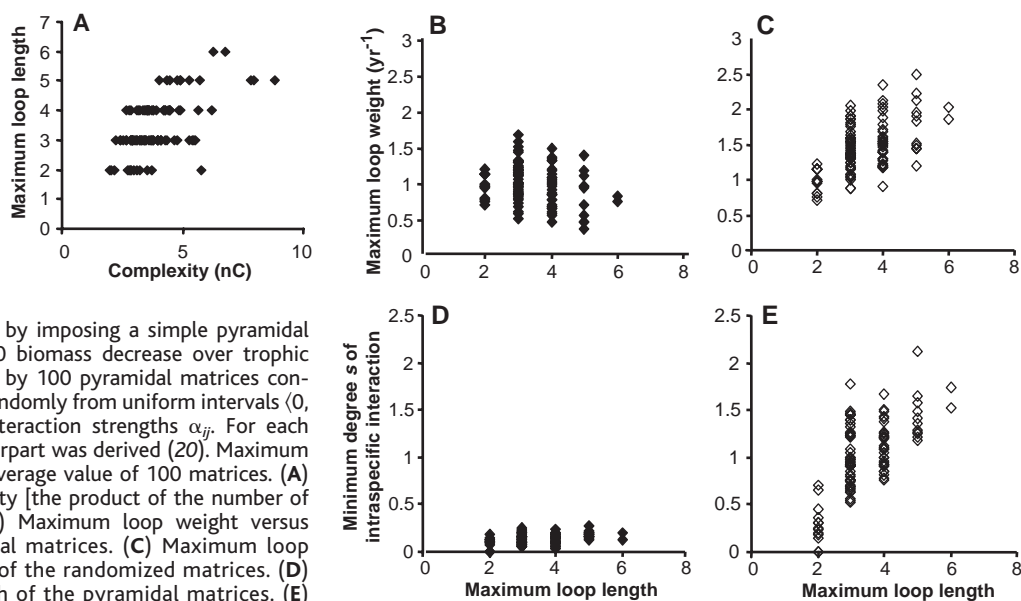 A
Maximum loop length
7
6
5
4
3
2
1
0
0 5 10
Complexity (nC)
B
Maximum loop weight (yr-1)
3
2.5
2
1.5
1
0.5
0
0 2 4 6 8
C
3
2.5
2
1.5
1
0.5
0
0 2 4 6 8
by imposing a simple pyramidal
0 biomass decrease over trophic
by 100 pyramidal matrices con-
ndomly from uniform intervals ⟨0,
teraction strengths αij. For each
rpart was derived (20). Maximum
verage value of 100 matrices. (A)
ty [the product of the number of
) Maximum loop weight versus
al matrices. (C) Maximum loop
of the randomized matrices. (D)
h of the pyramidal matrices. (E)
D
Minimum degree s of
intraspecific interaction
2.5
2
1.5
1
0.5
0
0 2 4 6 8
Maximum loop length
E
2.5
2
1.5
1
0.5
0
0 2 4 6 8
Maximum loop length